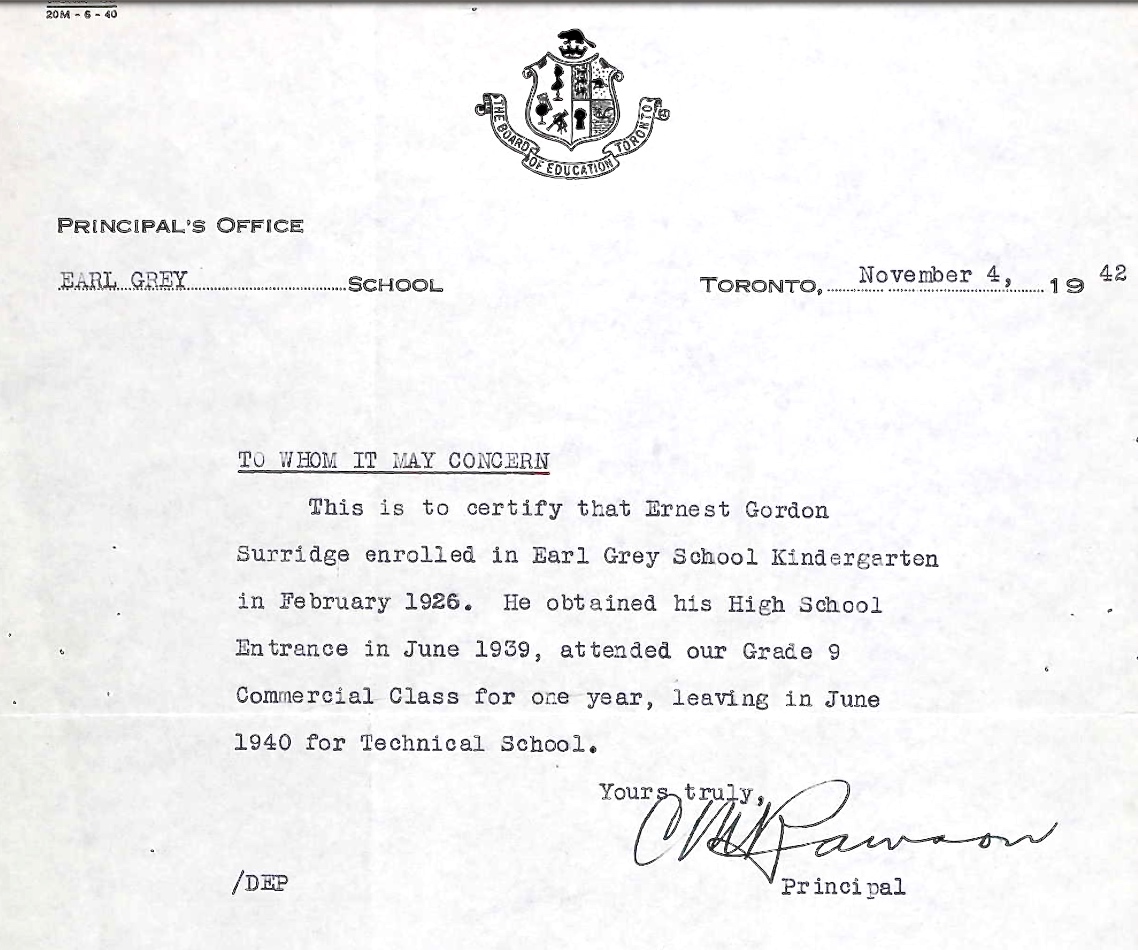 20M - 6 - 40
THE BOARD OF EDUCATION TORONTO
PRINCIPAL'S OFFICE
EARL GREY SCHOOL
TORONTO, November 4, 19 42
TO WHOM IT MAY CONCERN
This is to certify that Ernest Gordon
Surridge enrolled in Earl Grey School Kindergarten
in February 1926. He obtained his High School
Entrance in June 1939, attended our Grade 9
Commercial Class for one year, leaving in June
1940 for Technical School.
Yours truly,
Rawson
Principal
/DEP